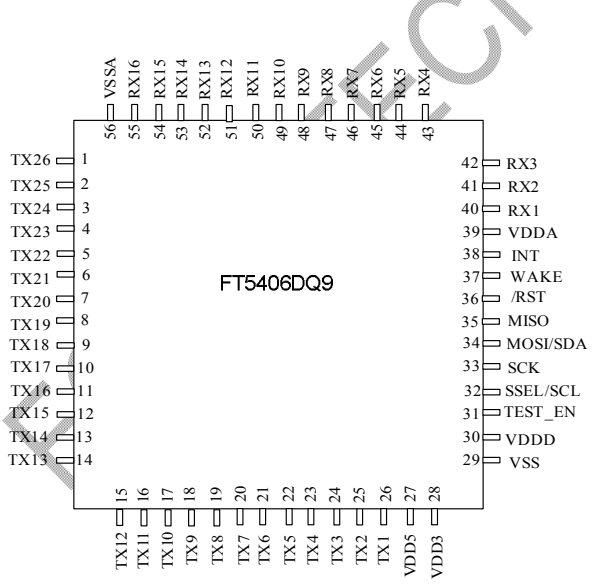 VSSA RX16 RX15 RX14 RX13 RX12 RX11 RX10 RX9 RX8 RX7 RX6 RX5 RX4
56 55 54 53 52 51 50 49 48 47 46 45 44 43
TX26 1
TX25 2
TX24 3
TX23 4
TX22 5
TX21 6
TX20 7
TX19 8
TX18 9
TX17 10
TX16 11
TX15 12
TX14 13
TX13 14
FT5406DQ9
42 RX3
41 RX2
40 RX1
39 VDDA
38 INT
37 WAKE
36 /RST
35 MISO
34 MOSI/SDA
33 SCK
32 SSEL/SCL
31 TEST_EN
30 VDDD
29 VSS
15 16 17 18 19 20 21 22 23 24 25 26 27 28
TX12 TX11 TX10 TX9 TX8 TX7 TX6 TX5 TX4 TX3 TX2 TX1 VDD5 VDD3